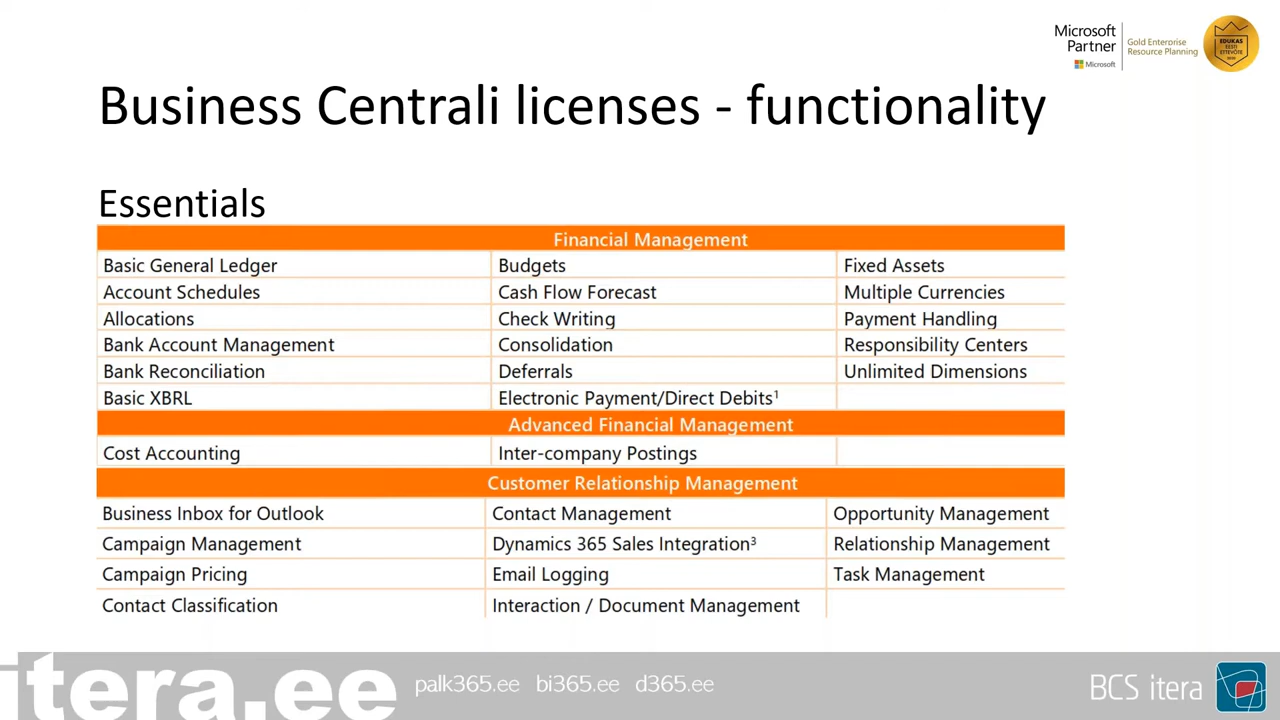 Microsoft
Partner
Microsoft
Gold Enterprise
Resource Planning
EDUKAS
EESTI
ETTEVÕTE
Business Centrali licenses - functionality
Essentials
Financial Management
Basic General Ledger Budgets Fixed Assets
Account Schedules Cash Flow Forecast Multiple Currencies
Allocations Check Writing Payment Handling
Bank Account Management Consolidation Responsibility Centers
Bank Reconciliation Deferrals Unlimited Dimensions
Basic XBRL Electronic Payment/Direct Debits¹
Advanced Financial Management
Cost Accounting Inter-company Postings
Customer Relationship Management
Business Inbox for Outlook Contact Management Opportunity Management
Campaign Management Dynamics 365 Sales Integration³ Relationship Management
Campaign Pricing Email Logging Task Management
Contact Classification Interaction / Document Management
itera.ee palk365.ee bi365.ee d365.ee BCS itera